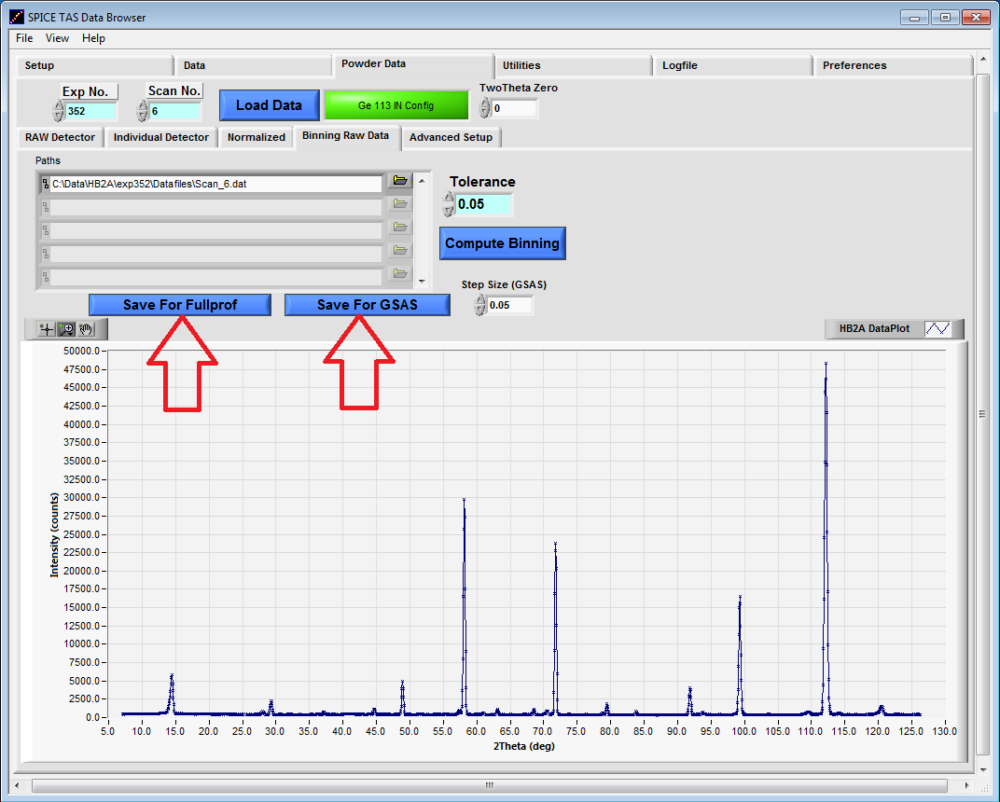 SPICE TAS Data Browser
File View Help
Setup Data Powder Data Utilities Logfile Preferences
Exp No. Scan No. TwoTheta Zero
352 6 Load Data Ge 113 IN Config 0
RAW Detector Individual Detector Normalized Binning Raw Data Advanced Setup
Paths
C:\Data\HB2A\exp352\Datafiles\Scan_6.dat
Tolerance
0.05
Compute Binning
Step Size (GSAS)
0.05
Save For Fullprof Save For GSAS
HB2A DataPlot
50000.0
47500.0
45000.0
42500.0
40000.0
37500.0
35000.0
32500.0
30000.0
27500.0
25000.0
22500.0
20000.0
17500.0
15000.0
12500.0
10000.0
7500.0
5000.0
2500.0
0.0
Intensity (counts)
5.0 10.0 15.0 20.0 25.0 30.0 35.0 40.0 45.0 50.0 55.0 60.0 65.0 70.0 75.0 80.0 85.0 90.0 95.0 100.0 105.0 110.0 115.0 120.0 125.0 130.0
2Theta (deg)